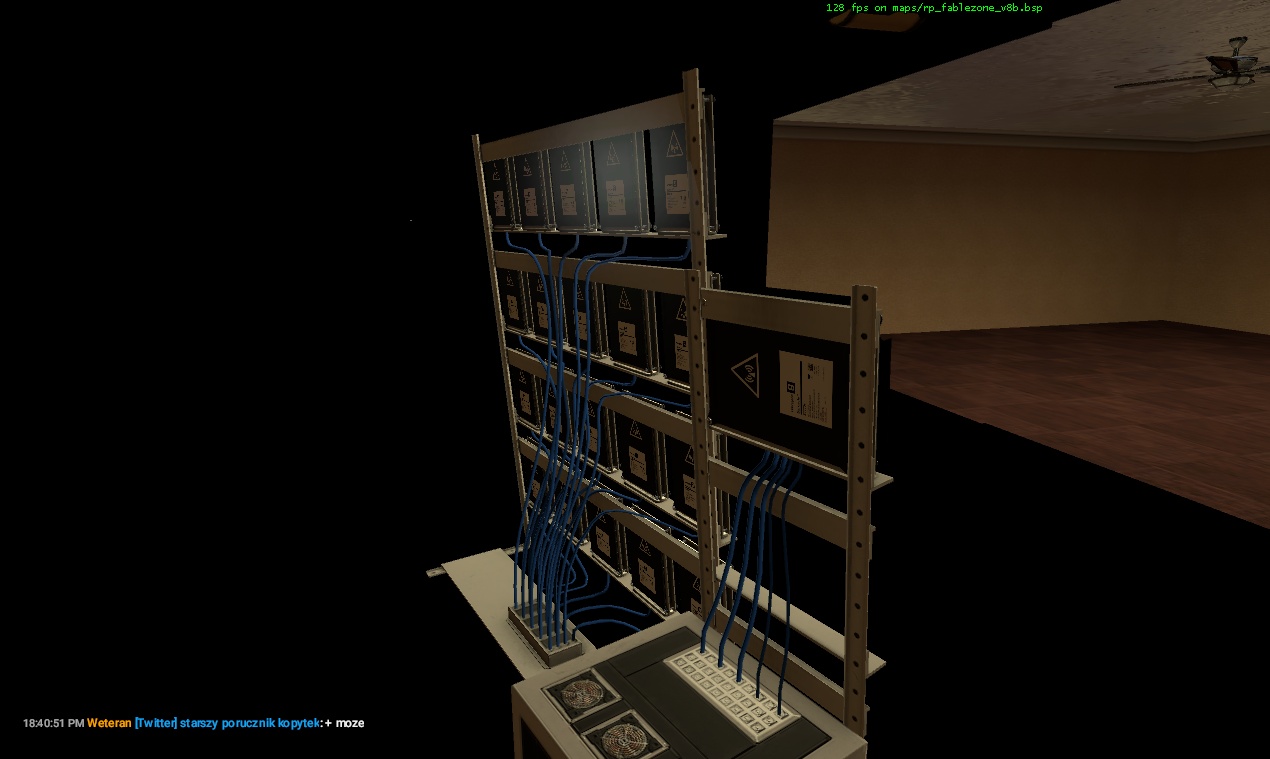 128 fps on maps/rp_fablezone_v8b.bsp
18:40:51 PM Weteran [Twitter] starszy porucznik kopytek: + moze